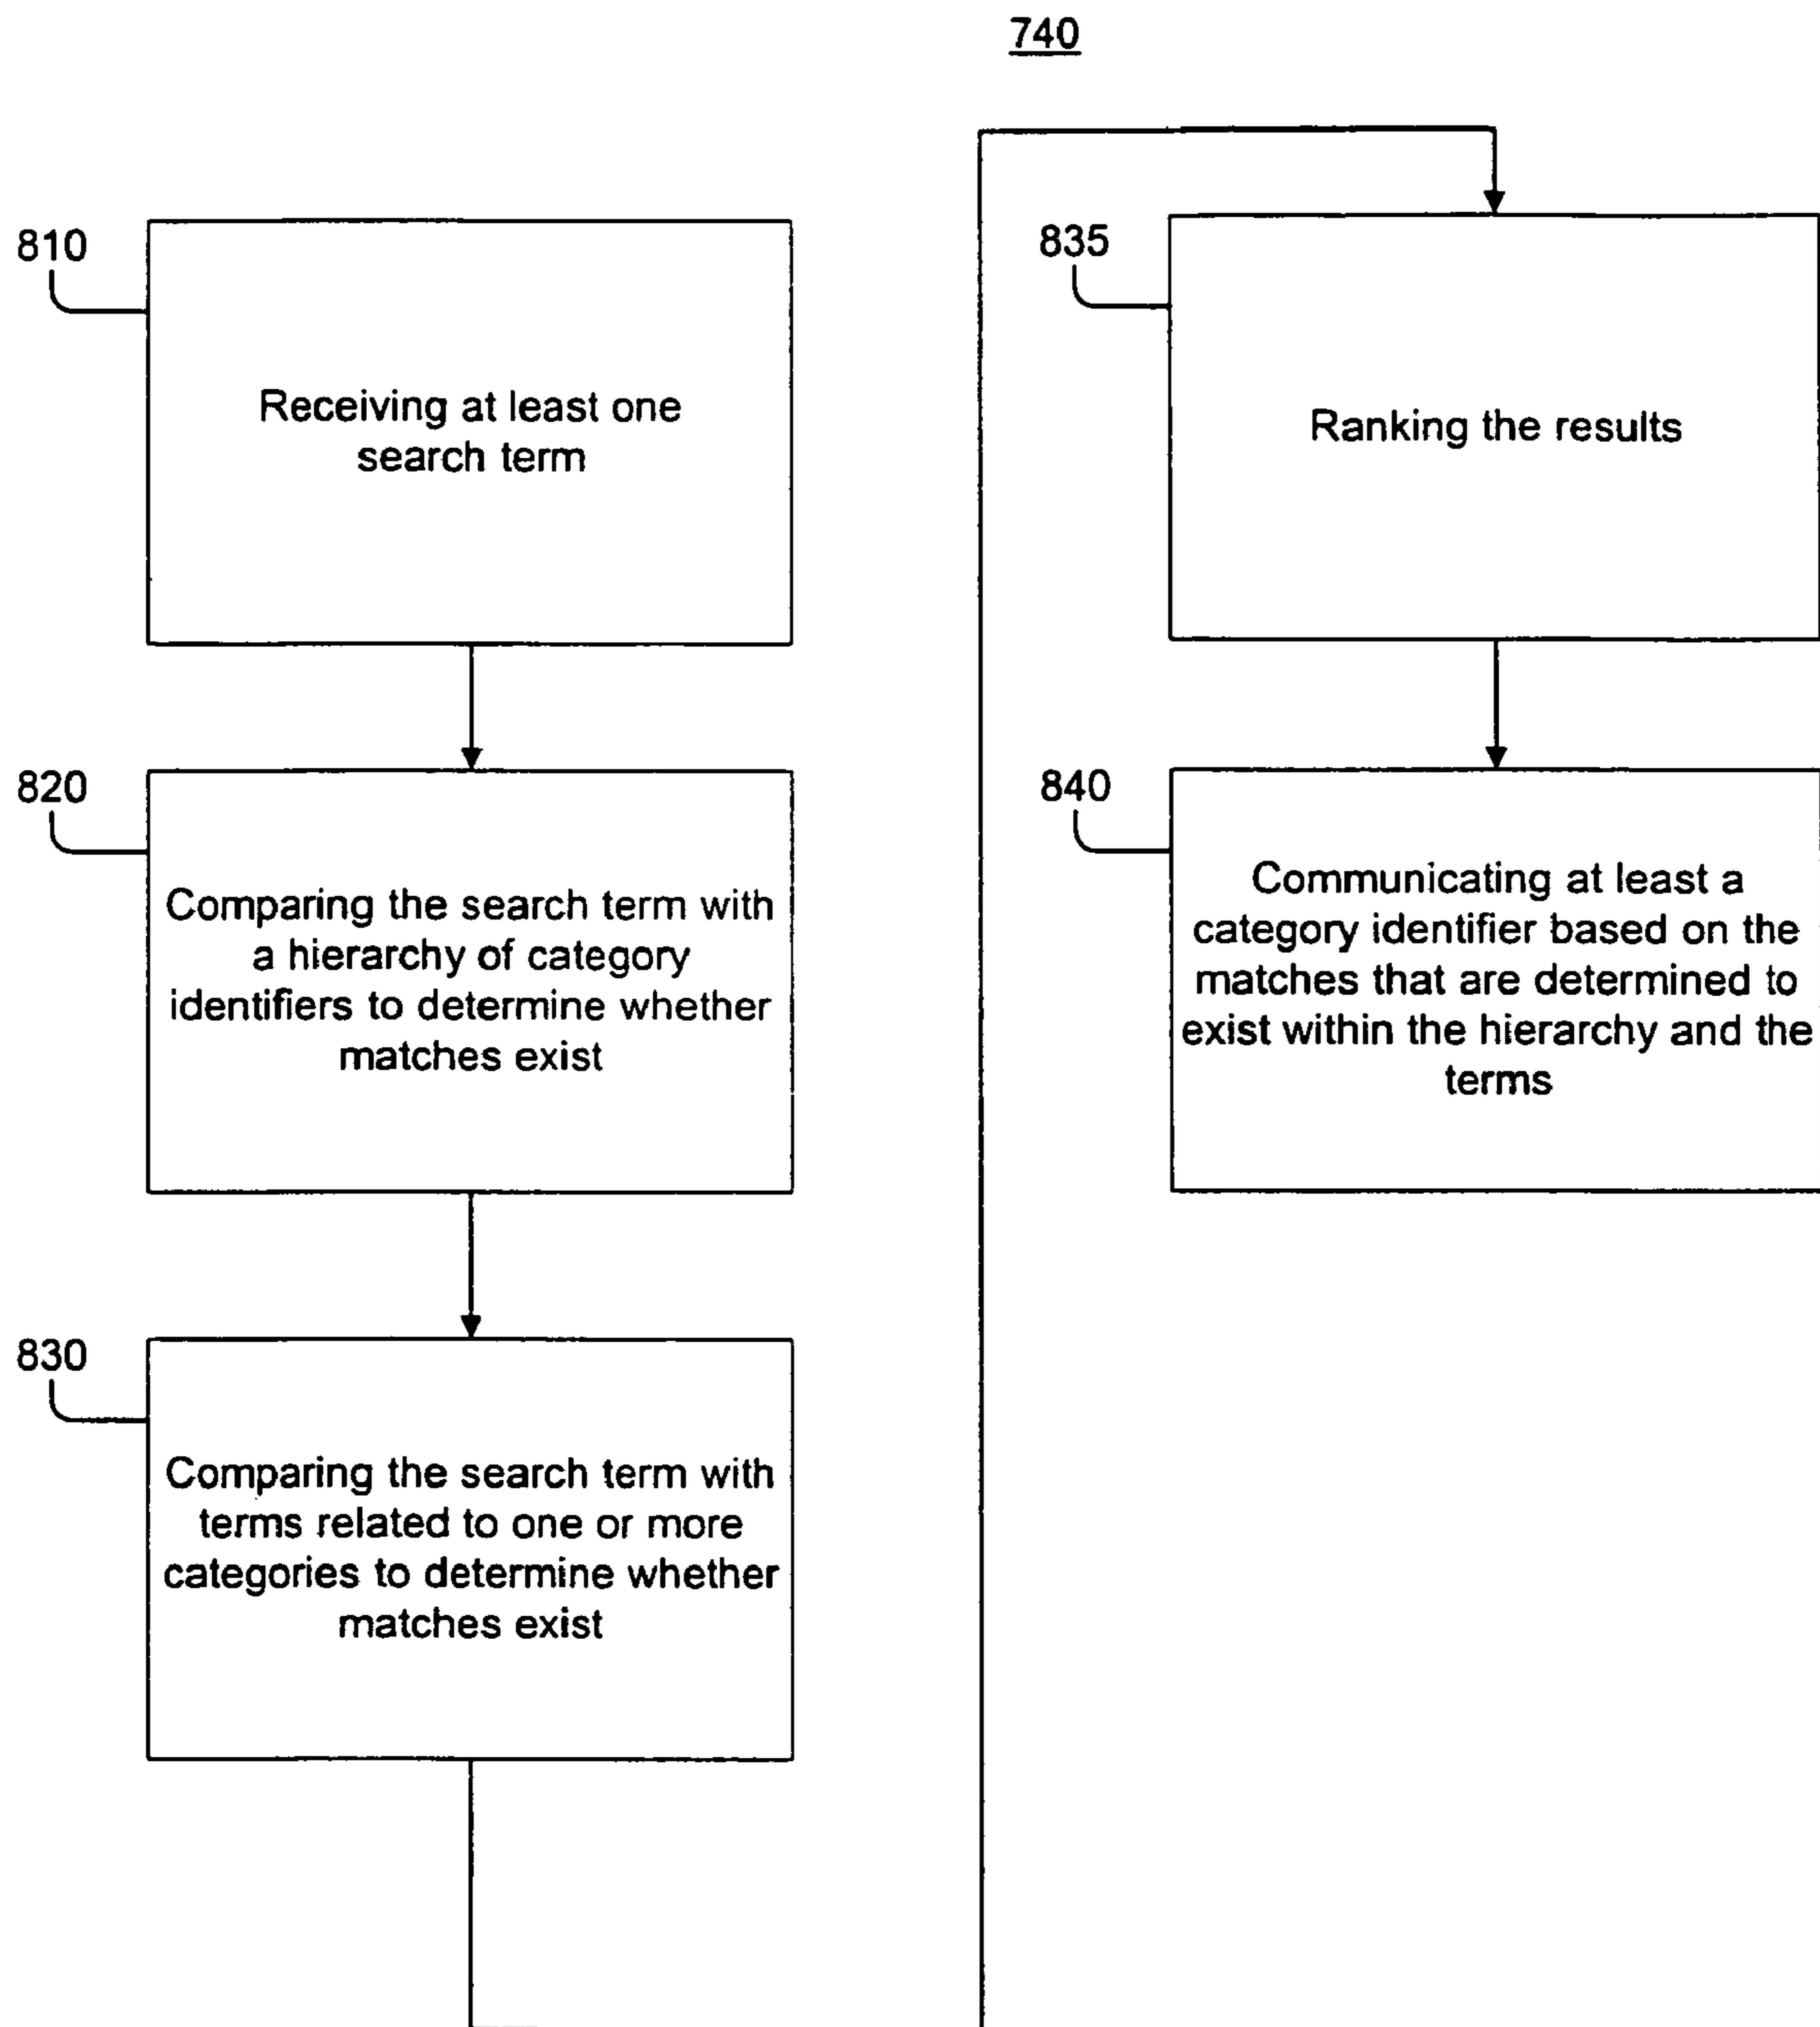 740
810
Receiving at least one
search term
820
Comparing the search term with
a hierarchy of category
identifiers to determine whether
matches exist
830
Comparing the search term with
terms related to one or more
categories to determine whether
matches exist
835
Ranking the results
840
Communicating at least a
category identifier based on the
matches that are determined to
exist within the hierarchy and the
terms